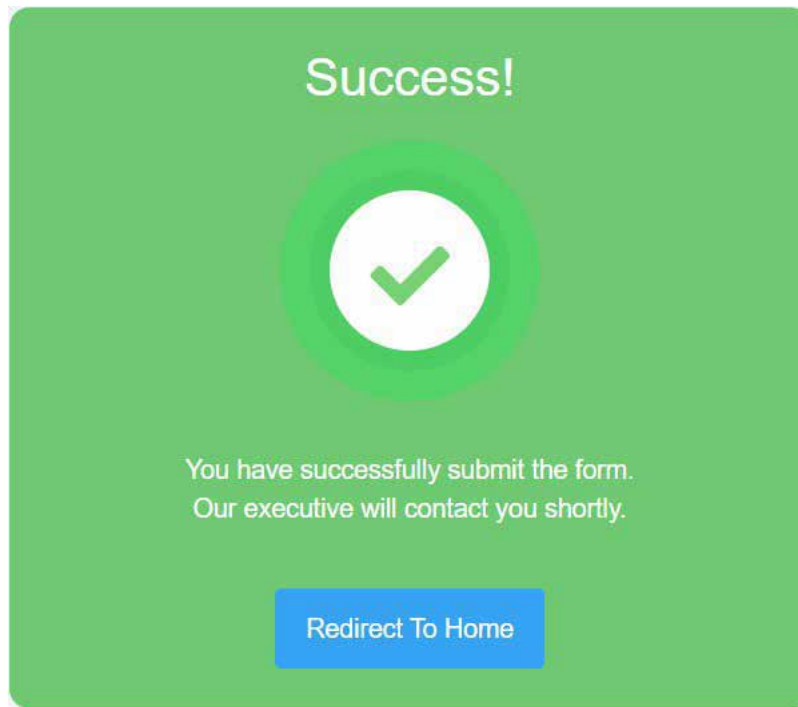 Success!
You have successfully submit the form.
Our executive will contact you shortly.
Redirect To Home